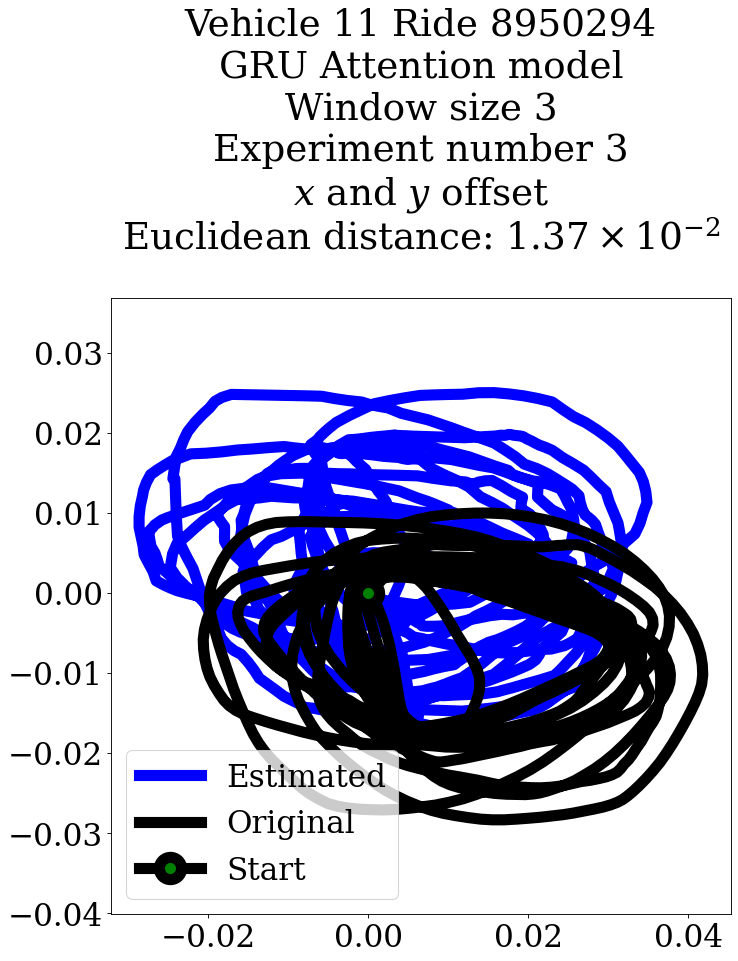 Vehicle 11 Ride 8950294
GRU Attention model
Window size 3
Experiment number 3
x and y offset
Euclidean distance: 1.37 × 10⁻²
0.03
0.02
0.01
0.00
−0.01
−0.02
−0.03
−0.04
Estimated
Original
Start
−0.02 0.00 0.02 0.04